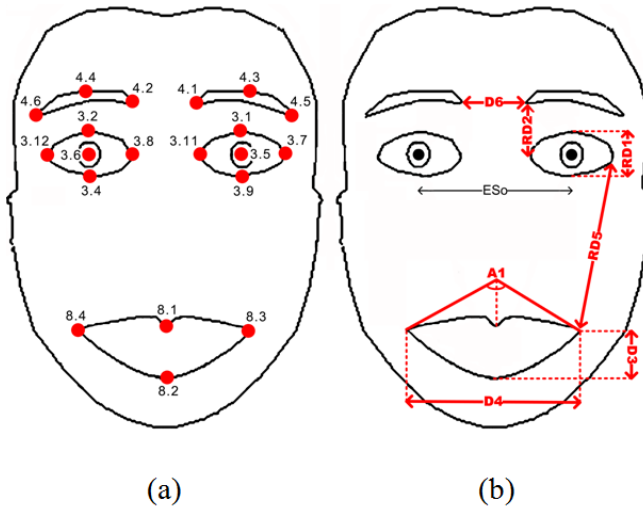 4.4 4.2 4.1 4.3
4.6 4.5
3.2 3.1
3.12 3.6 3.8 3.11 3.5 3.7
3.4 3.9
8.4 8.1 8.3
8.2
D6
RD2
RD1
ESo
RD5
A1
D3
D4
(a) (b)